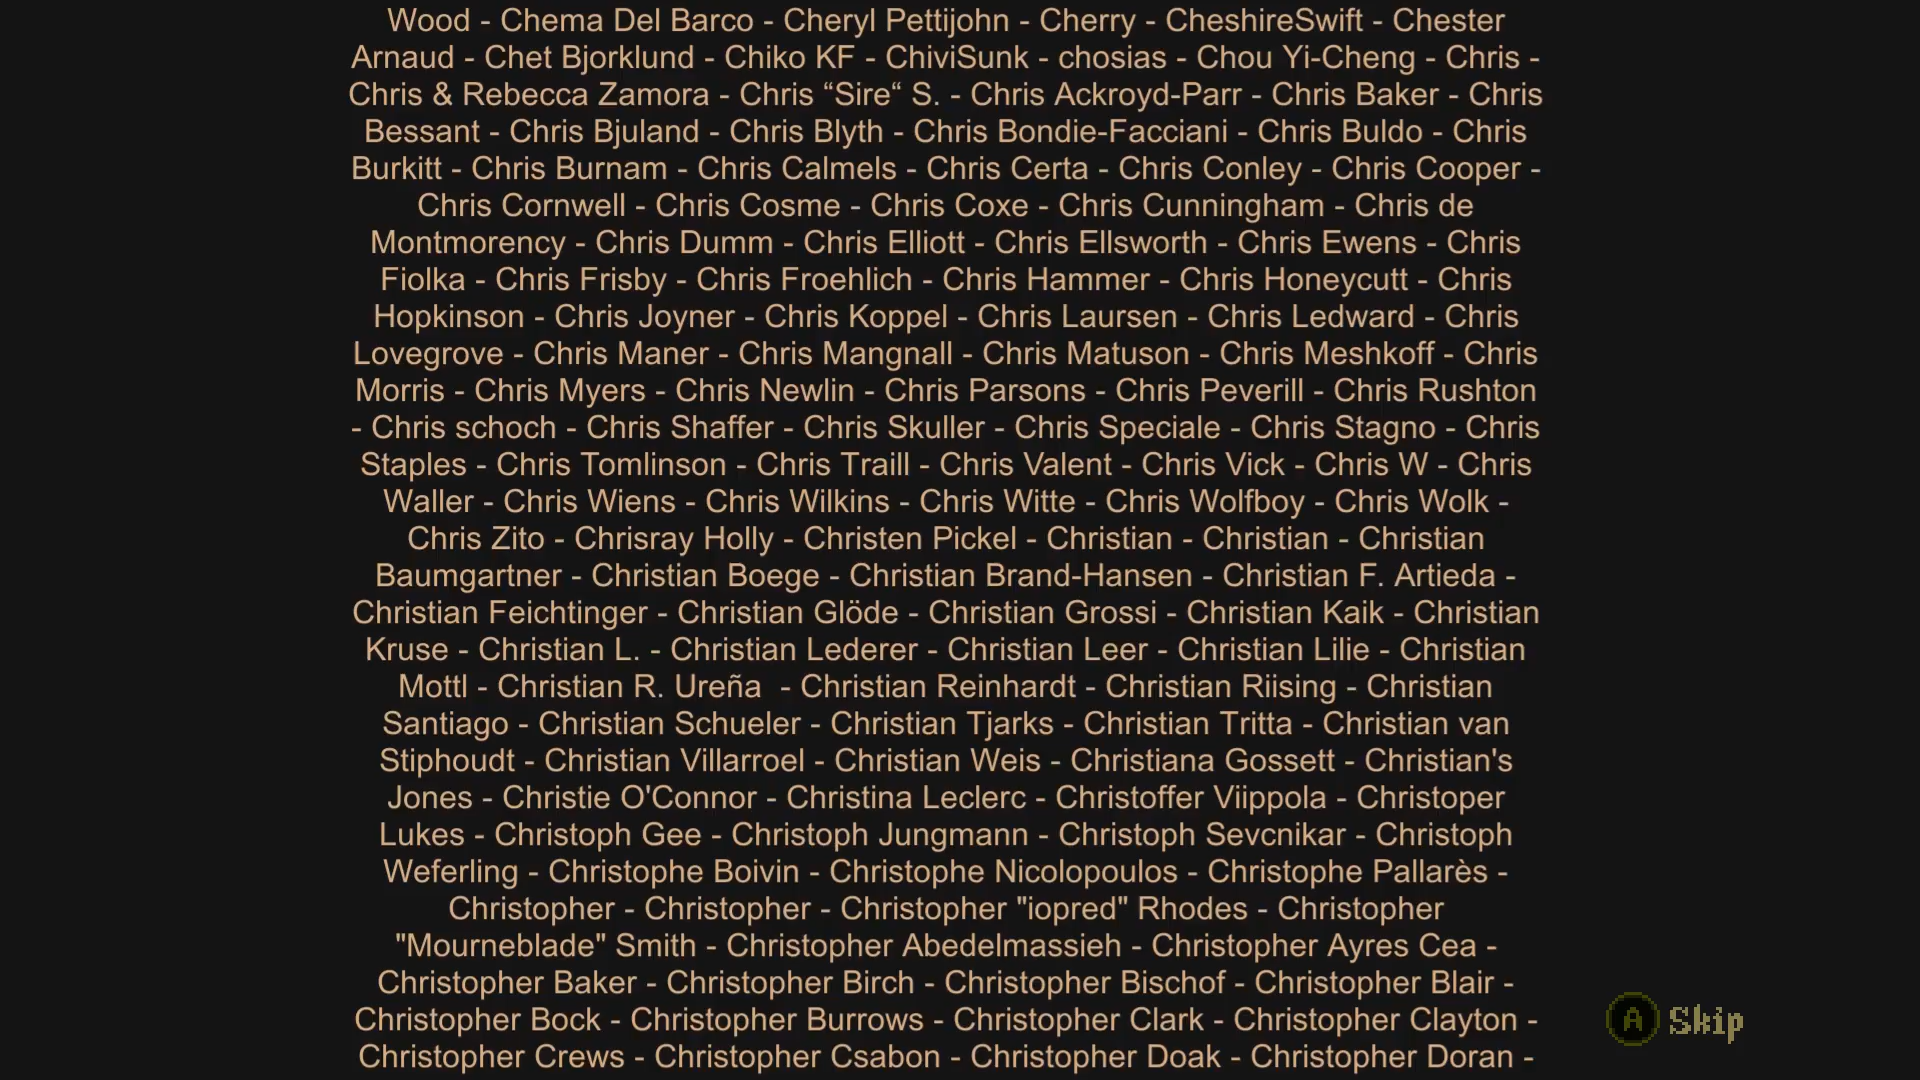 Wood - Chema Del Barco - Cheryl Pettijohn - Cherry - CheshireSwift - Chester
Arnaud - Chet Bjorklund - Chiko KF - ChiviSunk - chosias - Chou Yi-Cheng - Chris -
Chris & Rebecca Zamora - Chris “Sire“ S. - Chris Ackroyd-Parr - Chris Baker - Chris
Bessant - Chris Bjuland - Chris Blyth - Chris Bondie-Facciani - Chris Buldo - Chris
Burkitt - Chris Burnam - Chris Calmels - Chris Certa - Chris Conley - Chris Cooper -
Chris Cornwell - Chris Cosme - Chris Coxe - Chris Cunningham - Chris de
Montmorency - Chris Dumm - Chris Elliott - Chris Ellsworth - Chris Ewens - Chris
Fiolka - Chris Frisby - Chris Froehlich - Chris Hammer - Chris Honeycutt - Chris
Hopkinson - Chris Joyner - Chris Koppel - Chris Laursen - Chris Ledward - Chris
Lovegrove - Chris Maner - Chris Mangnall - Chris Matuson - Chris Meshkoff - Chris
Morris - Chris Myers - Chris Newlin - Chris Parsons - Chris Peverill - Chris Rushton
- Chris schoch - Chris Shaffer - Chris Skuller - Chris Speciale - Chris Stagno - Chris
Staples - Chris Tomlinson - Chris Traill - Chris Valent - Chris Vick - Chris W - Chris
Waller - Chris Wiens - Chris Wilkins - Chris Witte - Chris Wolfboy - Chris Wolk -
Chris Zito - Chrisray Holly - Christen Pickel - Christian - Christian - Christian
Baumgartner - Christian Boege - Christian Brand-Hansen - Christian F. Artieda -
Christian Feichtinger - Christian Glöde - Christian Grossi - Christian Kaik - Christian
Kruse - Christian L. - Christian Lederer - Christian Leer - Christian Lilie - Christian
Mottl - Christian R. Ureña  - Christian Reinhardt - Christian Riising - Christian
Santiago - Christian Schueler - Christian Tjarks - Christian Tritta - Christian van
Stiphoudt - Christian Villarroel - Christian Weis - Christiana Gossett - Christian's
Jones - Christie O'Connor - Christina Leclerc - Christoffer Viippola - Christoper
Lukes - Christoph Gee - Christoph Jungmann - Christoph Sevcnikar - Christoph
Weferling - Christophe Boivin - Christophe Nicolopoulos - Christophe Pallarès -
Christopher - Christopher - Christopher "iopred" Rhodes - Christopher
"Mourneblade" Smith - Christopher Abedelmassieh - Christopher Ayres Cea -
Christopher Baker - Christopher Birch - Christopher Bischof - Christopher Blair -
Christopher Bock - Christopher Burrows - Christopher Clark - Christopher Clayton -
Christopher Crews - Christopher Csabon - Christopher Doak - Christopher Doran -
A Skip